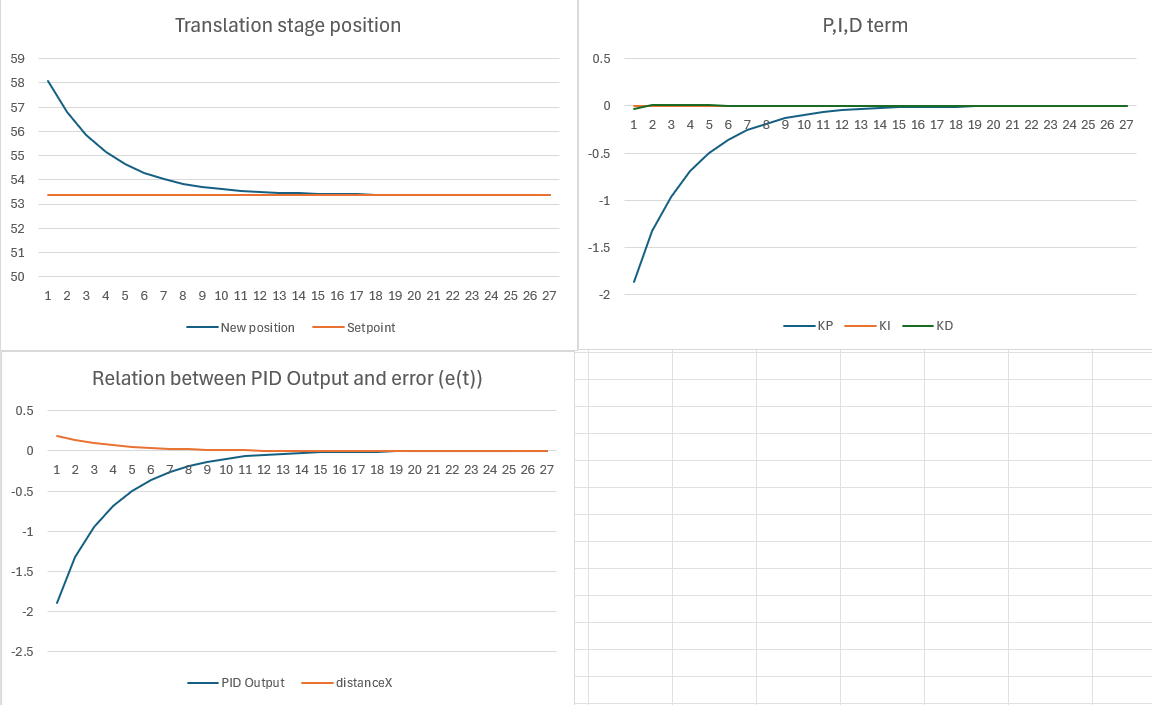 Translation stage position
59
58
57
56
55
54
53
52
51
50
1 2 3 4 5 6 7 8 9 10 11 12 13 14 15 16 17 18 19 20 21 22 23 24 25 26 27
New position Setpoint
P,I,D term
0.5
0
-0.5
-1
-1.5
-2
1 2 3 4 5 6 7 8 9 10 11 12 13 14 15 16 17 18 19 20 21 22 23 24 25 26 27
KP KI KD
Relation between PID Output and error (e(t))
0.5
0
-0.5
-1
-1.5
-2
-2.5
1 2 3 4 5 6 7 8 9 10 11 12 13 14 15 16 17 18 19 20 21 22 23 24 25 26 27
PID Output distanceX